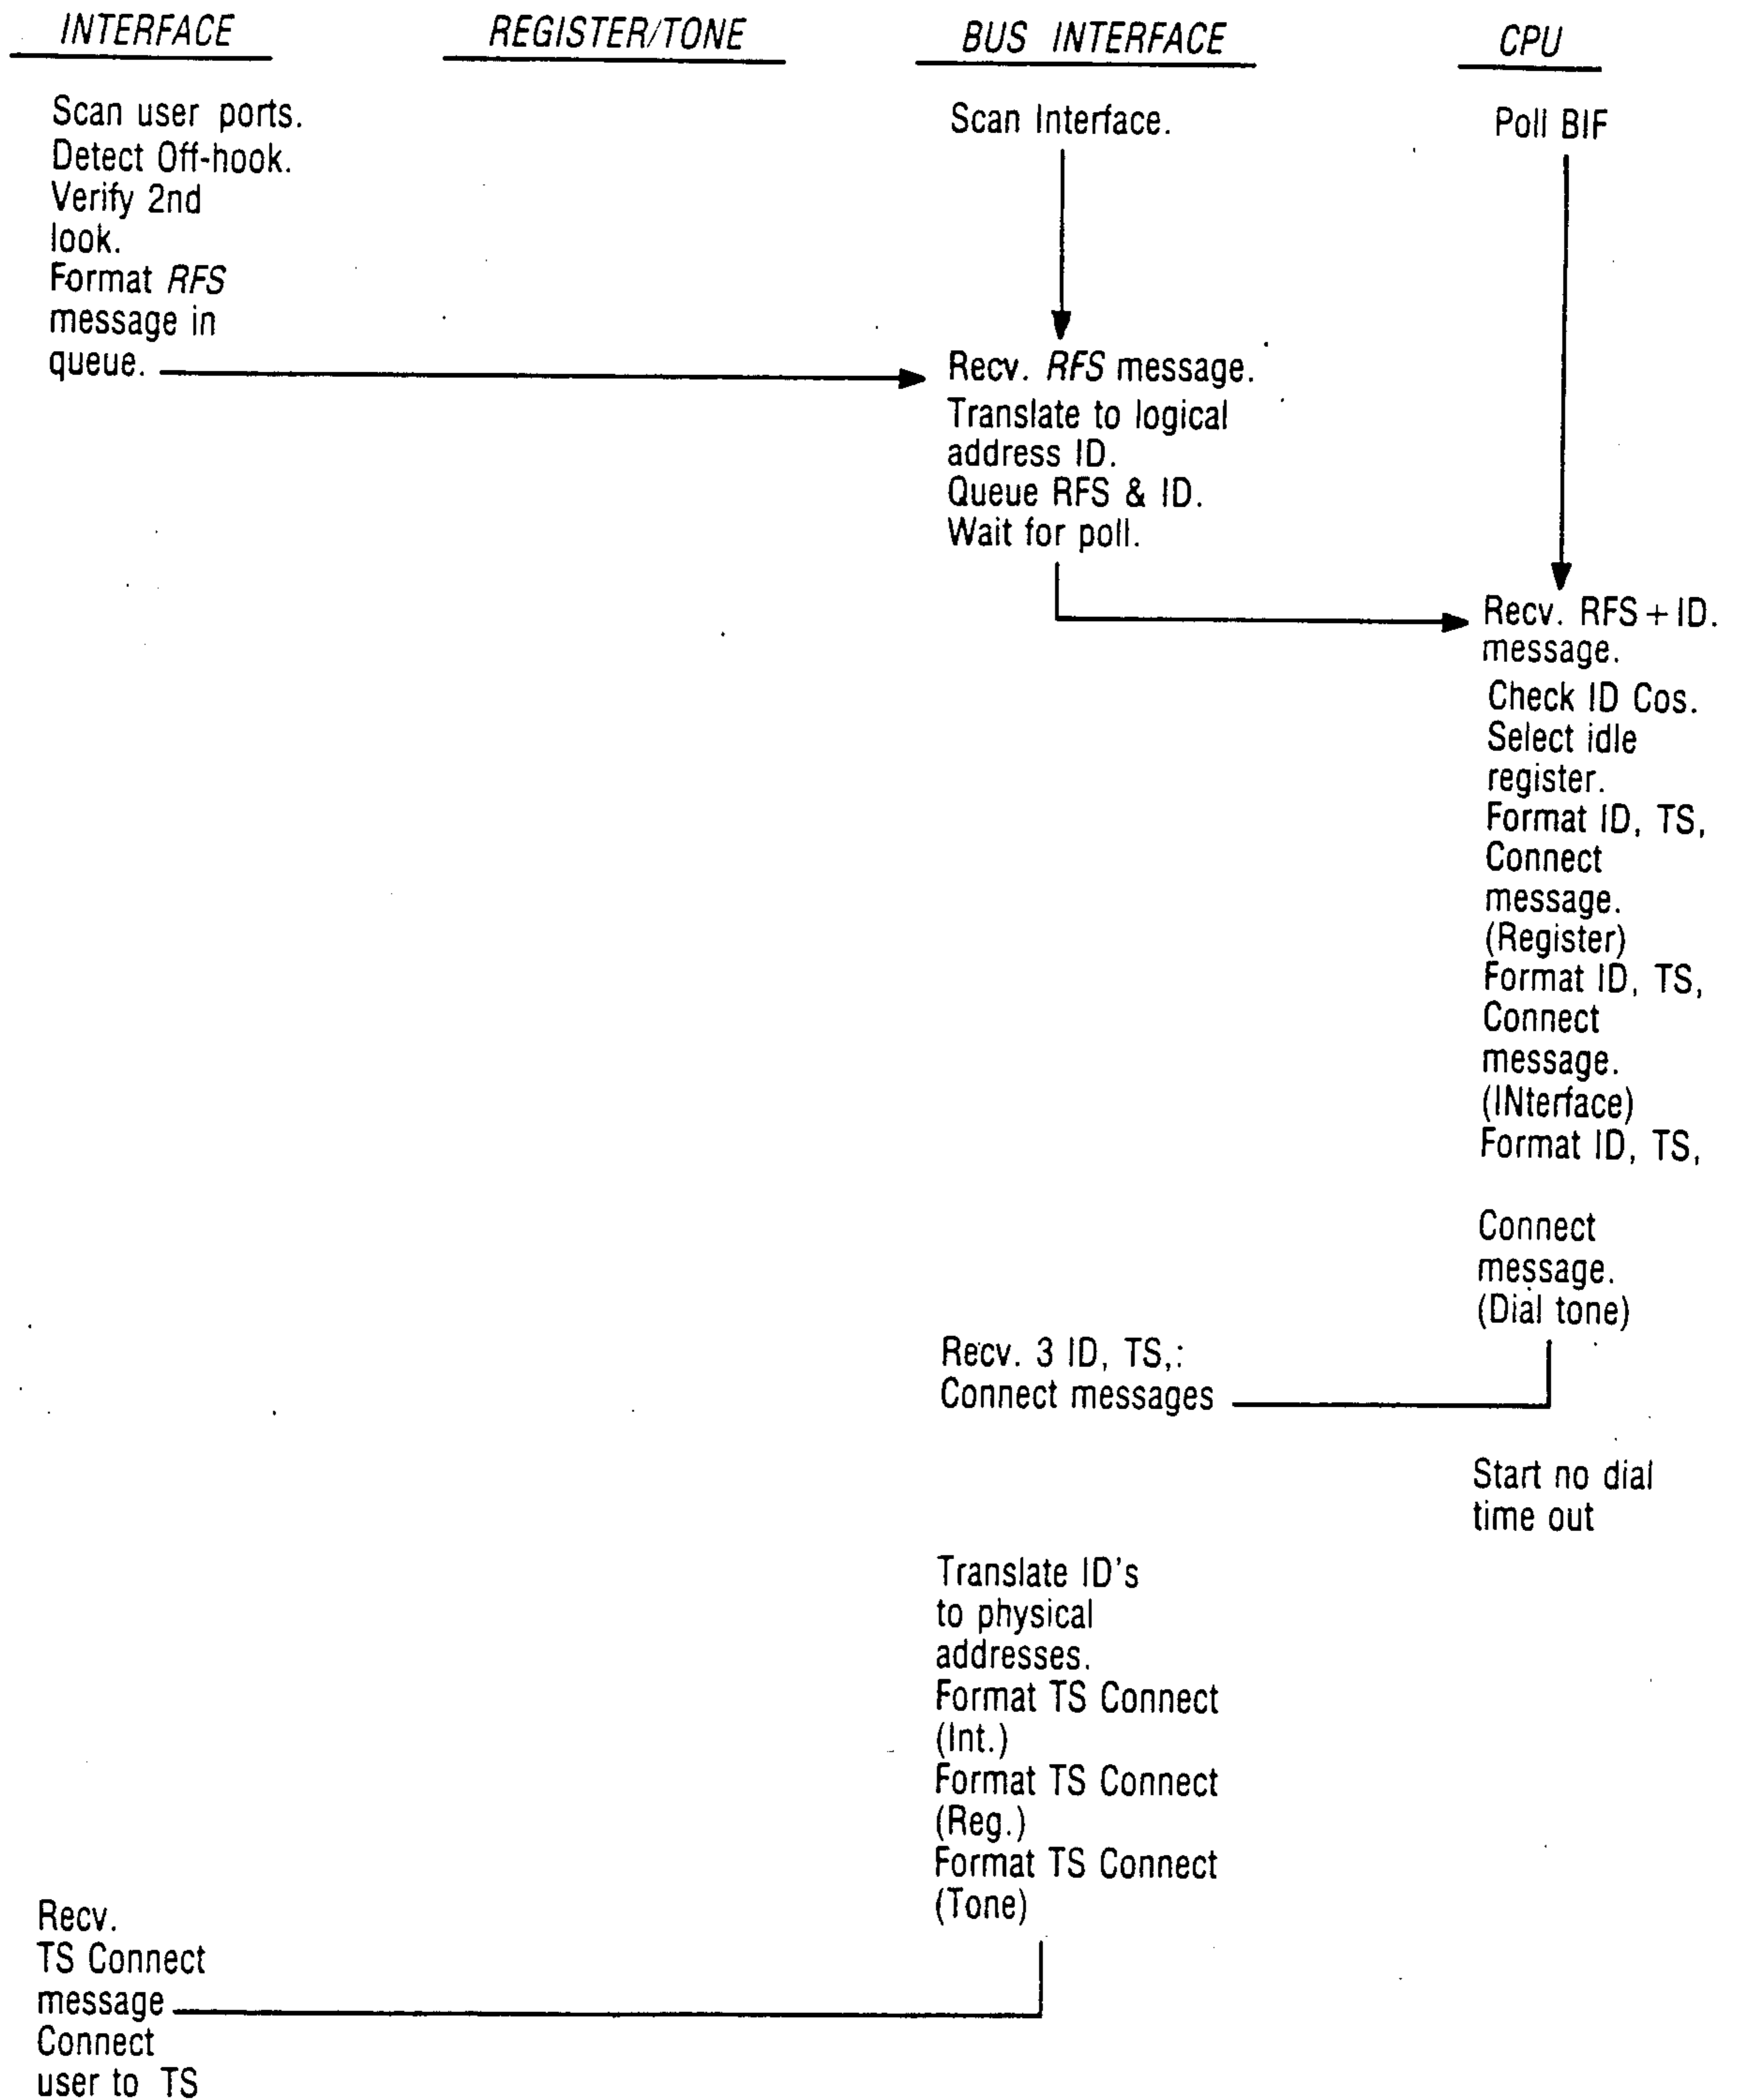 INTERFACE
REGISTER/TONE
BUS INTERFACE
CPU
Scan user ports.
Detect Off-hook.
Verify 2nd
look.
Format RFS
message in
queue.
Scan Interface.
Poll BIF
Recv. RFS message.
Translate to logical
address ID.
Queue RFS & ID.
Wait for poll.
Recv. RFS + ID.
message.
Check ID Cos.
Select idle
register.
Format ID, TS,
Connect
message.
(Register)
Format ID, TS,
Connect
message.
(INterface)
Format ID, TS,
Connect
message.
(Dial tone)
Recv. 3 ID, TS,:
Connect messages
Start no dial
time out
Translate ID's
to physical
addresses.
Format TS Connect
(Int.)
Format TS Connect
(Reg.)
Format TS Connect
(Tone)
Recv.
TS Connect
message
Connect
user to TS